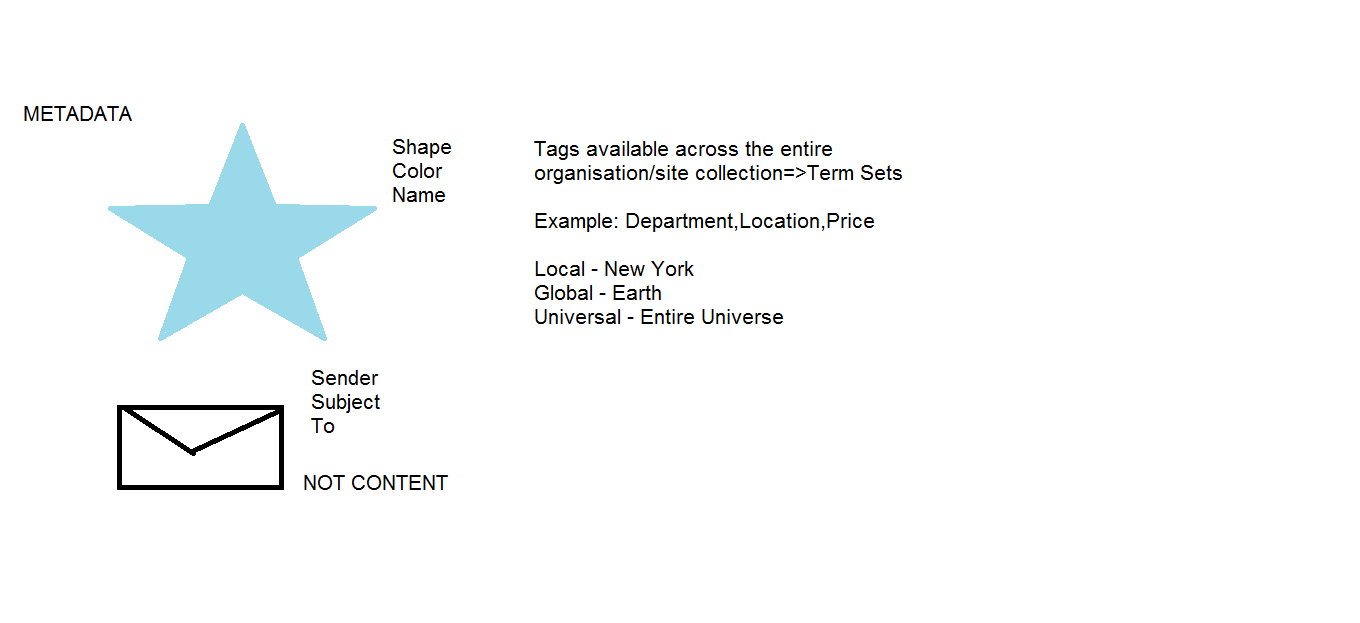 METADATA
Shape
Color
Name
Tags available across the entire
organisation/site collection=>Term Sets
Example: Department,Location,Price
Local - New York
Global - Earth
Universal - Entire Universe
Sender
Subject
To
NOT CONTENT